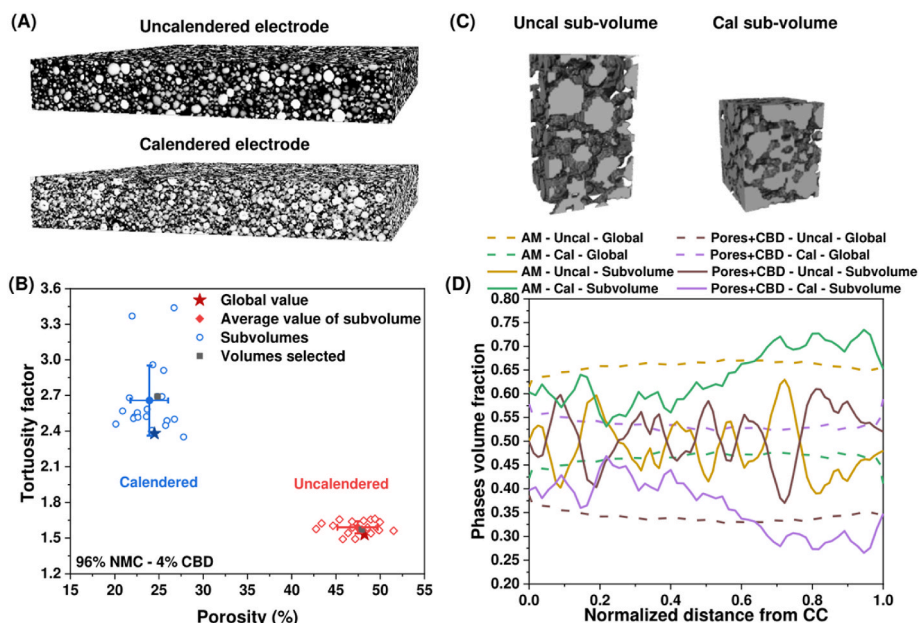 (A)
Uncalendered electrode
Calendered electrode
(B)
3.6
3.3
3.0
2.7
2.4
2.1
1.8
1.5
1.2
Tortuosity factor
Global value
Average value of subvolume
Subvolumes
Volumes selected
Calendered
Uncalendered
96% NMC - 4% CBD
15 20 25 30 35 40 45 50 55
Porosity (%)
(C)
Uncal sub-volume
Cal sub-volume
AM - Uncal - Global
AM - Cal - Global
AM - Uncal - Subvolume
AM - Cal - Subvolume
Pores+CBD - Uncal - Global
Pores+CBD - Cal - Global
Pores+CBD - Uncal - Subvolume
Pores+CBD - Cal - Subvolume
(D)
0.80
0.75
0.70
0.65
0.60
0.55
0.50
0.45
0.40
0.35
0.30
0.25
0.20
Phases volume fraction
0.0 0.2 0.4 0.6 0.8 1.0
Normalized distance from CC